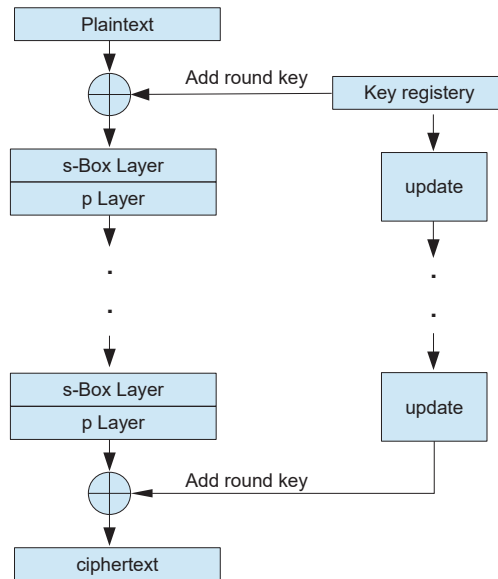 Plaintext
Add round key
Key registery
s-Box Layer
p Layer
update
.
.
.
.
s-Box Layer
p Layer
update
Add round key
ciphertext